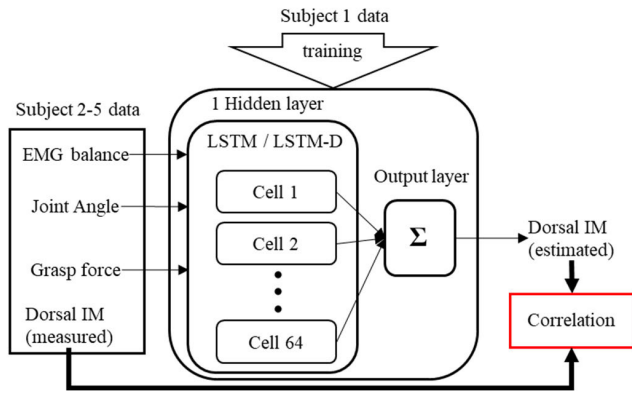 Subject 1 data
training
Subject 2-5 data
EMG balance
Joint Angle
Grasp force
Dorsal IM
(measured)
1 Hidden layer
LSTM / LSTM-D
Cell 1
Cell 2
Cell 64
Output layer
Σ
Dorsal IM
(estimated)
Correlation